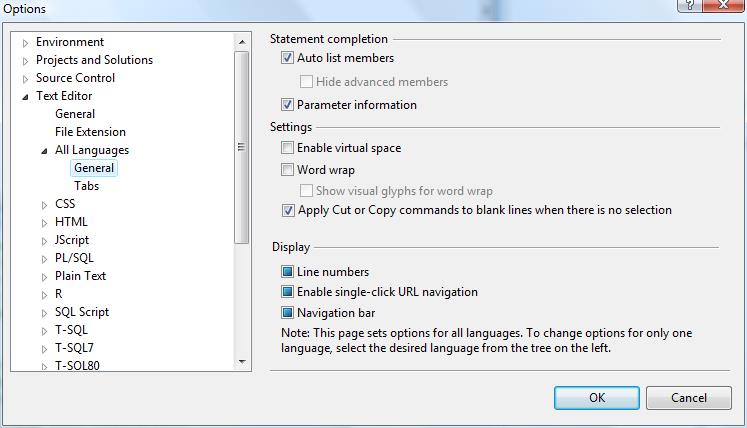 Options
Environment
Projects and Solutions
Source Control
Text Editor
General
File Extension
All Languages
General
Tabs
CSS
HTML
JScript
PL/SQL
Plain Text
R
SQL Script
T-SQL
T-SQL7
T-SQL80
Statement completion
Auto list members
Hide advanced members
Parameter information
Settings
Enable virtual space
Word wrap
Show visual glyphs for word wrap
Apply Cut or Copy commands to blank lines when there is no selection
Display
Line numbers
Enable single-click URL navigation
Navigation bar
Note: This page sets options for all languages. To change options for only one
language, select the desired language from the tree on the left.
OK
Cancel